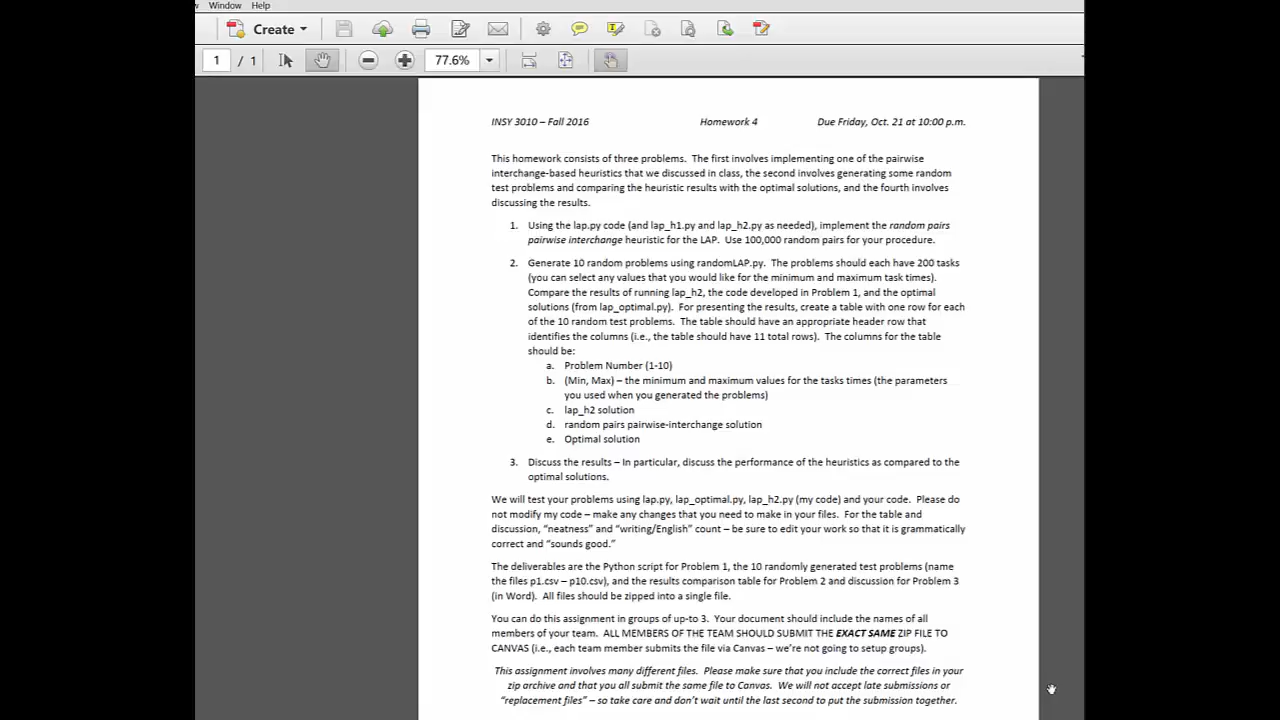 Window Help
Create
1 / 1 77.6%
INSY 3010 – Fall 2016 Homework 4 Due Friday, Oct. 21 at 10:00 p.m.
This homework consists of three problems. The first involves implementing one of the pairwise
interchange-based heuristics that we discussed in class, the second involves generating some random
test problems and comparing the heuristic results with the optimal solutions, and the fourth involves
discussing the results.
1. Using the lap.py code (and lap_h1.py and lap_h2.py as needed), implement the random pairs
pairwise interchange heuristic for the LAP. Use 100,000 random pairs for your procedure.
2. Generate 10 random problems using randomLAP.py. The problems should each have 200 tasks
(you can select any values that you would like for the minimum and maximum task times).
Compare the results of running lap_h2, the code developed in Problem 1, and the optimal
solutions (from lap_optimal.py). For presenting the results, create a table with one row for each
of the 10 random test problems. The table should have an appropriate header row that
identifies the columns (i.e., the table should have 11 total rows). The columns for the table
should be:
a. Problem Number (1-10)
b. (Min, Max) – the minimum and maximum values for the tasks times (the parameters
you used when you generated the problems)
c. lap_h2 solution
d. random pairs pairwise-interchange solution
e. Optimal solution
3. Discuss the results – In particular, discuss the performance of the heuristics as compared to the
optimal solutions.
We will test your problems using lap.py, lap_optimal.py, lap_h2.py (my code) and your code. Please do
not modify my code – make any changes that you need to make in your files. For the table and
discussion, “neatness” and “writing/English” count – be sure to edit your work so that it is grammatically
correct and “sounds good.”
The deliverables are the Python script for Problem 1, the 10 randomly generated test problems (name
the files p1.csv – p10.csv), and the results comparison table for Problem 2 and discussion for Problem 3
(in Word). All files should be zipped into a single file.
You can do this assignment in groups of up-to 3. Your document should include the names of all
members of your team. ALL MEMBERS OF THE TEAM SHOULD SUBMIT THE EXACT SAME ZIP FILE TO
CANVAS (i.e., each team member submits the file via Canvas – we’re not going to setup groups).
This assignment involves many different files. Please make sure that you include the correct files in your
zip archive and that you all submit the same file to Canvas. We will not accept late submissions or
“replacement files” – so take care and don’t wait until the last second to put the submission together.